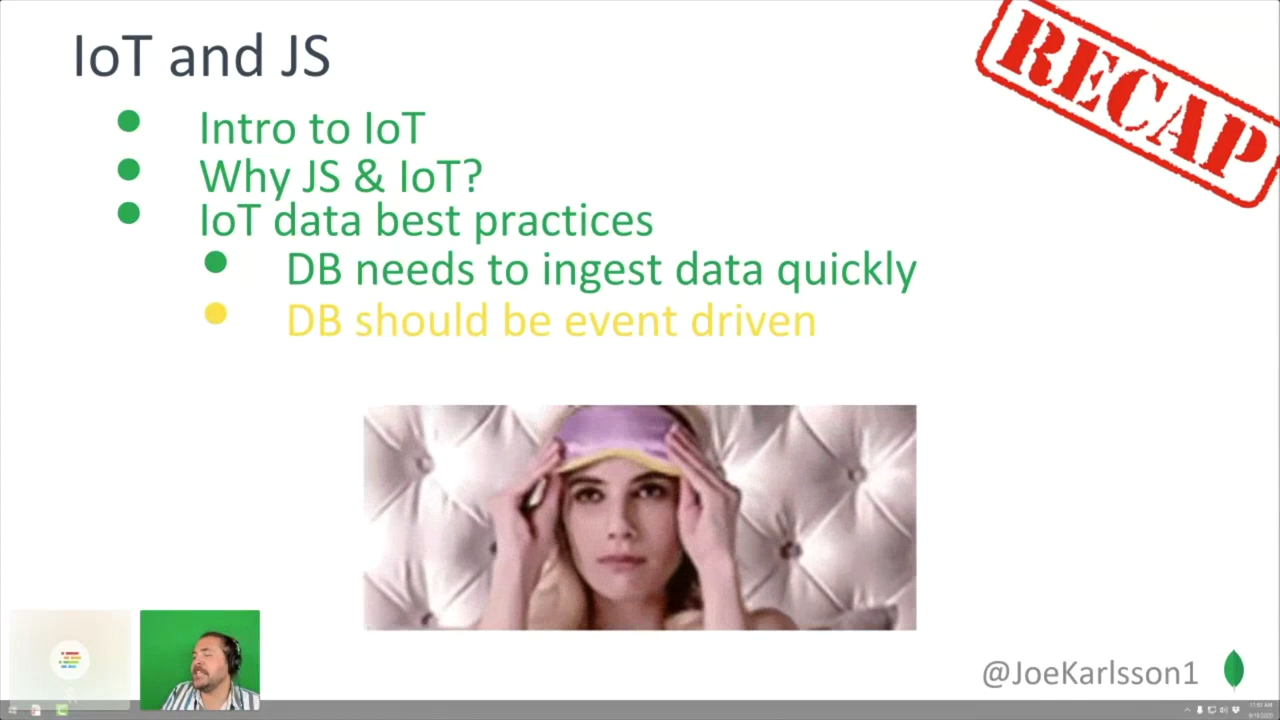 IoT and JS
RECAP
Intro to IoT
Why JS & IoT?
IoT data best practices
DB needs to ingest data quickly
DB should be event driven
@JoeKarlsson1